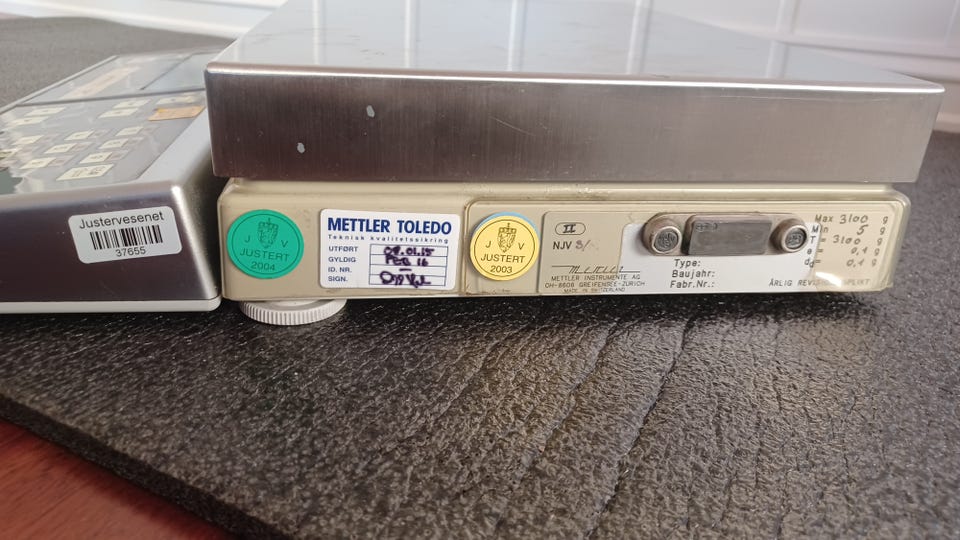 Justervesenet
37655
J V
JUSTERT
2004
METTLER TOLEDO
Teknisk kvalitetssikring
UTFØRT
GYLDIG
ID. NR.
SIGN.
J V
JUSTERT
2003
II
NJV
METTLER INSTRUMENTE AG
CH-8606 GREIFENSEE-ZURICH
MADE IN SWITZERLAND
Type:
Baujahr:
Fabr.Nr.:
Max 3100 g
Min 5 g
T = 3100 g
e = 0,1 g
d = 0,1 g
ÅRLIG